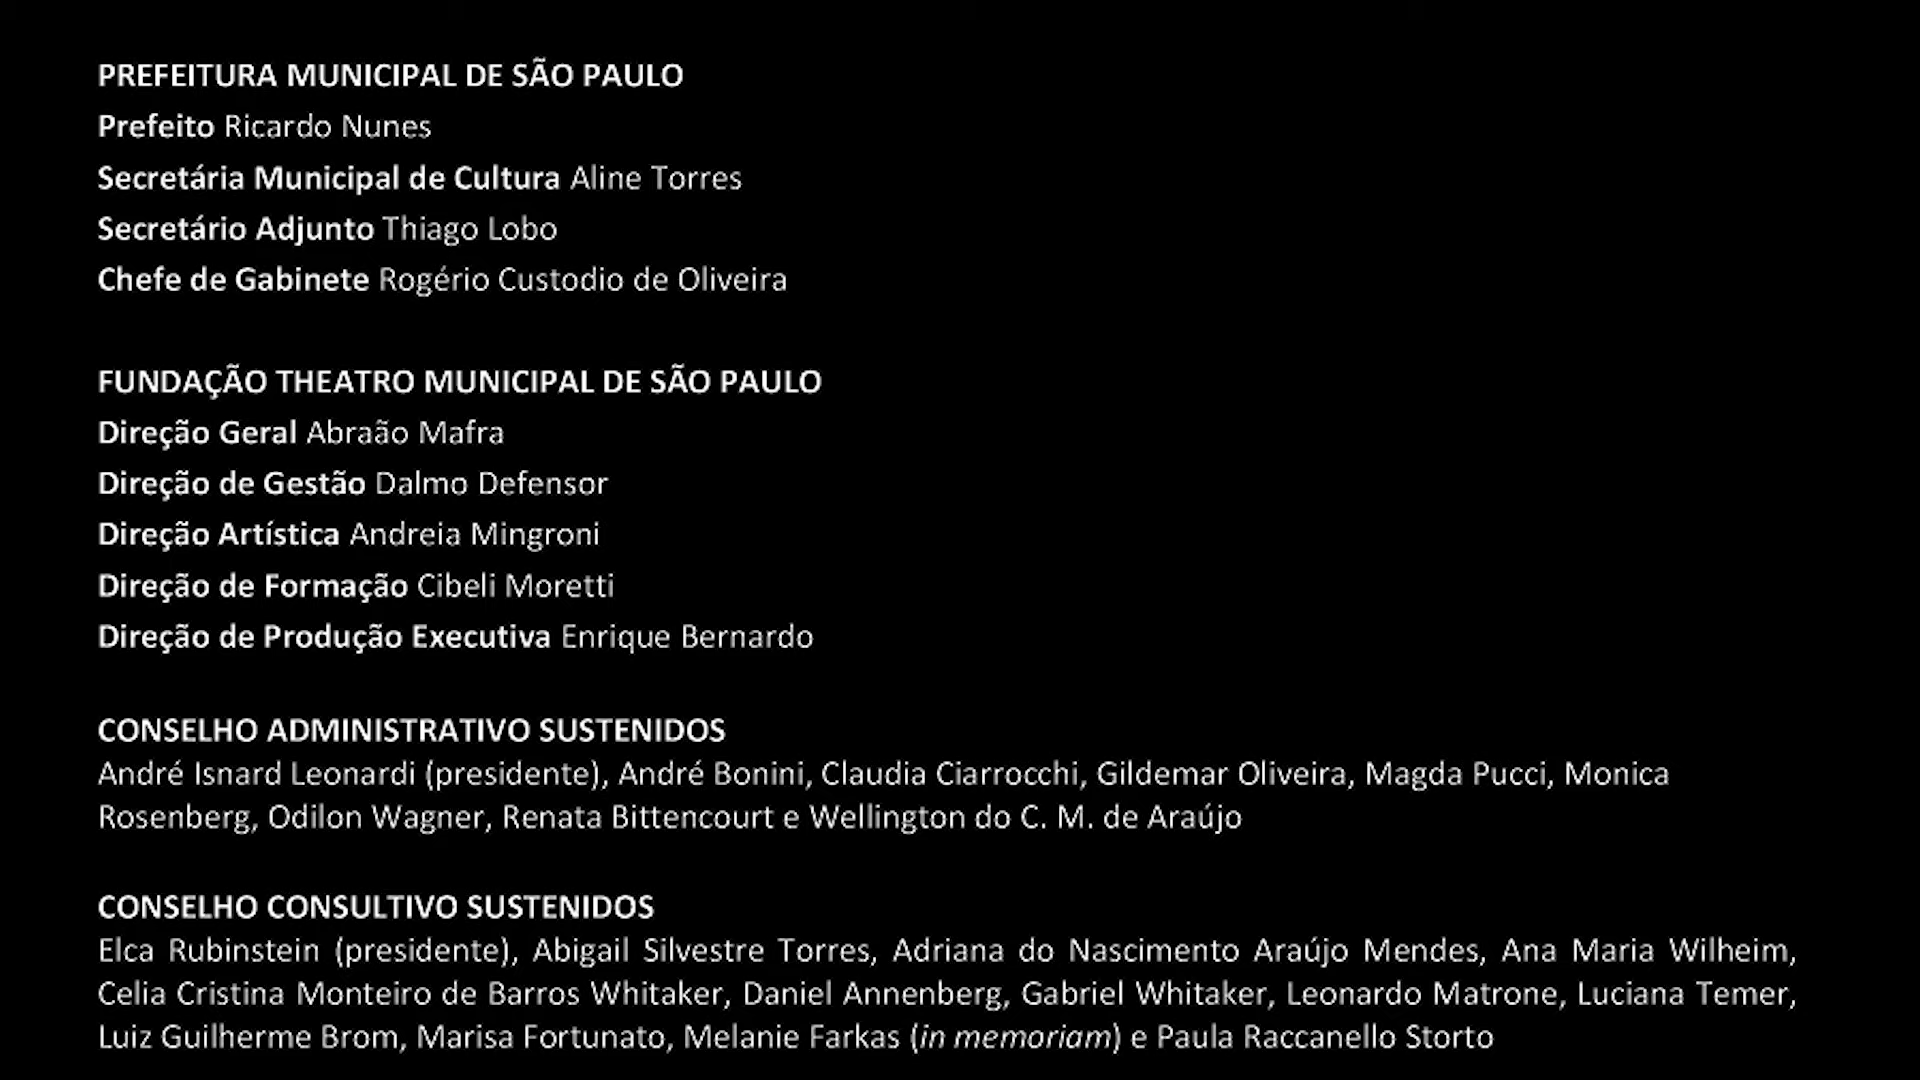 PREFEITURA MUNICIPAL DE SÃO PAULO
Prefeito Ricardo Nunes
Secretária Municipal de Cultura Aline Torres
Secretário Adjunto Thiago Lobo
Chefe de Gabinete Rogério Custodio de Oliveira
FUNDAÇÃO THEATRO MUNICIPAL DE SÃO PAULO
Direção Geral Abraão Mafra
Direção de Gestão Dalmo Defensor
Direção Artística Andreia Mingroni
Direção de Formação Cibeli Moretti
Direção de Produção Executiva Enrique Bernardo
CONSELHO ADMINISTRATIVO SUSTENIDOS
André Isnard Leonardi (presidente), André Bonini, Claudia Ciarrocchi, Gildemar Oliveira, Magda Pucci, Monica
Rosenberg, Odilon Wagner, Renata Bittencourt e Wellington do C. M. de Araújo
CONSELHO CONSULTIVO SUSTENIDOS
Elca Rubinstein (presidente), Abigail Silvestre Torres, Adriana do Nascimento Araújo Mendes, Ana Maria Wilheim,
Celia Cristina Monteiro de Barros Whitaker, Daniel Annenberg, Gabriel Whitaker, Leonardo Matrone, Luciana Temer,
Luiz Guilherme Brom, Marisa Fortunato, Melanie Farkas (in memoriam) e Paula Raccanello Storto